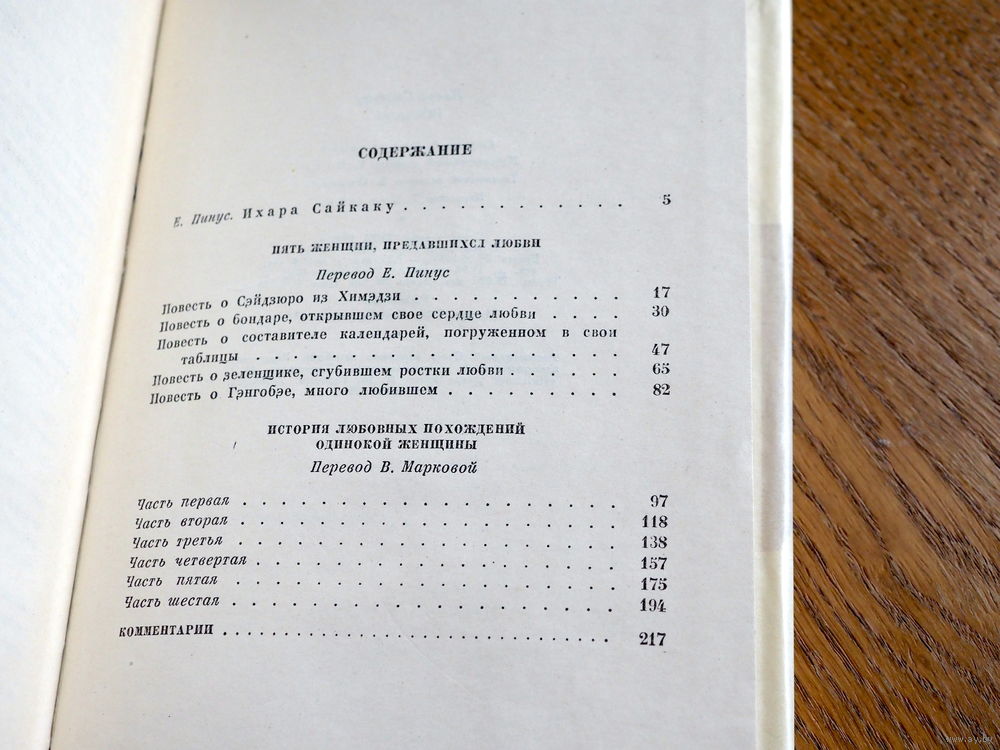 СОДЕРЖАНИЕ
Е. Пинус. Ихара Сайкаку . . . . . . . . . . . . 5
ПЯТЬ ЖЕНЩИН, ПРЕДАВШИХСЯ ЛЮБВИ
Перевод Е. Пинус
Повесть о Сэйдзюро из Химэдзи . . . . . . . . . . . 17
Повесть о бондаре, открывшем свое сердце любви . . . . 30
Повесть о составителе календарей, погруженном в свои
таблицы . . . . . . . . . . . . . . . . . . . 47
Повесть о зеленщике, сгубившем ростки любви . . . . . . 65
Повесть о Гэнгобэе, много любившем . . . . . . . . . 82
ИСТОРИЯ ЛЮБОВНЫХ ПОХОЖДЕНИЙ
ОДИНОКОЙ ЖЕНЩИНЫ
Перевод В. Марковой
Часть первая . . . . . . . . . . . . . . . . . . . 97
Часть вторая . . . . . . . . . . . . . . . . . . . 118
Часть третья . . . . . . . . . . . . . . . . . . . 138
Часть четвертая . . . . . . . . . . . . . . . . . . 157
Часть пятая . . . . . . . . . . . . . . . . . . . . 175
Часть шестая . . . . . . . . . . . . . . . . . . . 194
КОММЕНТАРИИ . . . . . . . . . . . . . . . . . . . . 217
www.ay.by